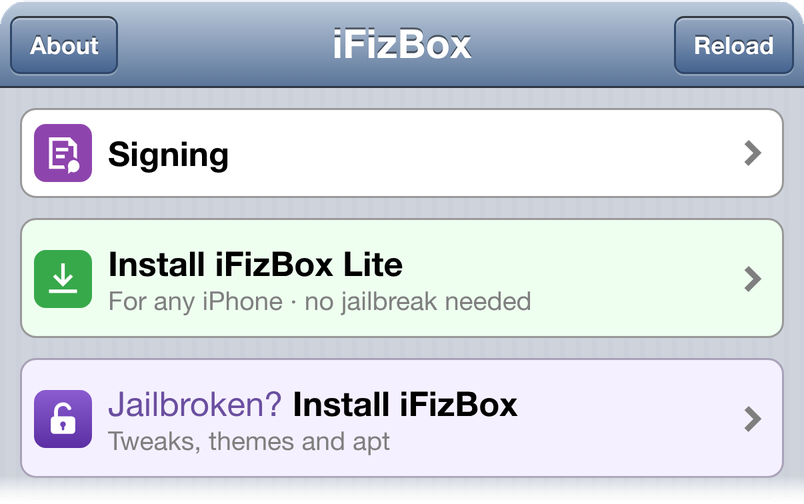 About
iFizBox
Reload
Signing
Install iFizBox Lite
For any iPhone · no jailbreak needed
Jailbroken? Install iFizBox
Tweaks, themes and apt